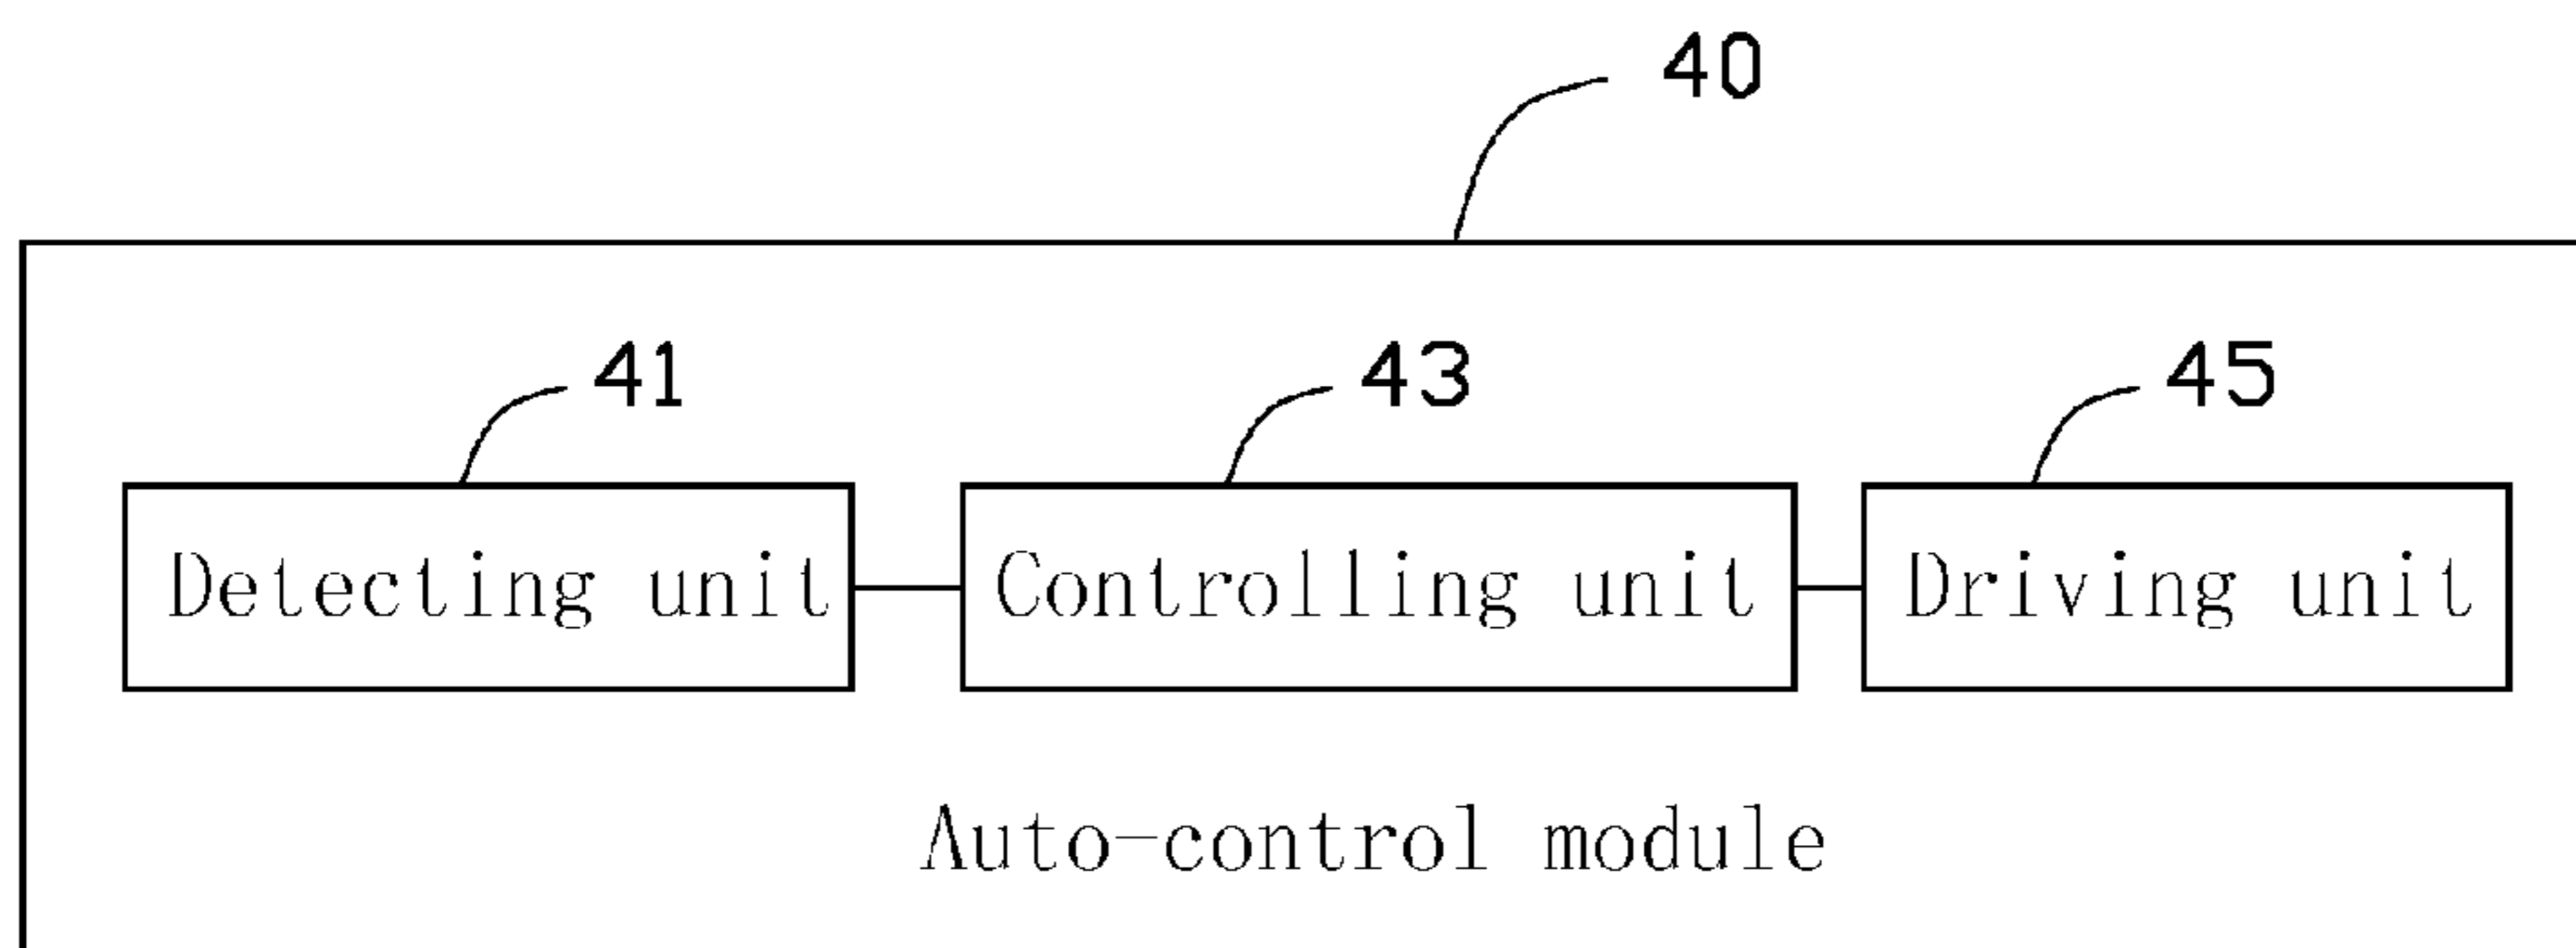 40
41 43 45
Detecting unit Controlling unit Driving unit
Auto-control module